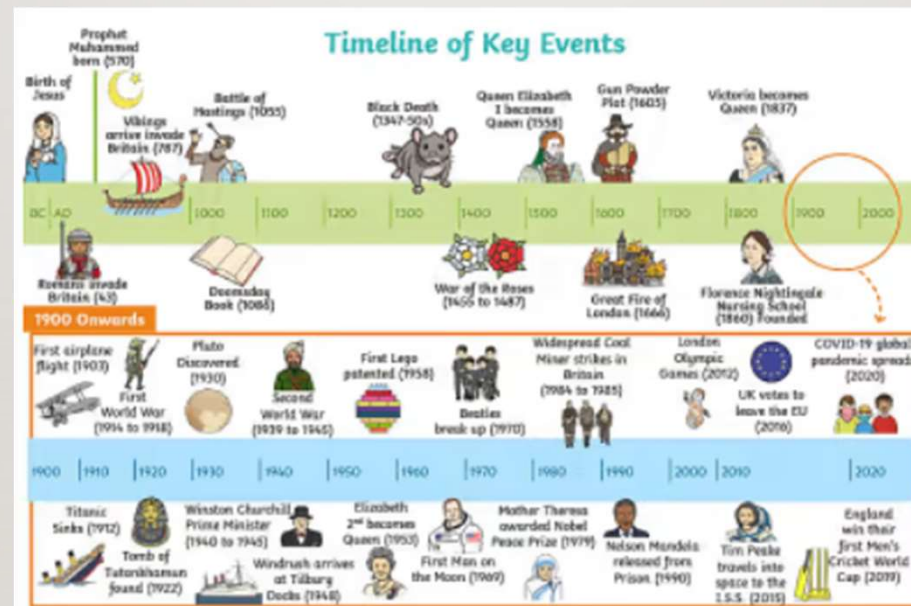 Timeline of Key Events
Prophet
Muhammed
born (570)
Birth of
Jesus
Vikings
arrive invade
Britain (787)
Battle of
Hastings (1055)
Black Death
(1347-50s)
Queen Elizabeth
I becomes
Queen (1558)
Gun Powder
Plot (1605)
Victoria becomes
Queen (1837)
BC AD 1000 1100 1200 1300 1400 1500 1600 1700 1800 1900 2000
Romans invade
Britain (43)
Doomsday
Book (1086)
War of the Roses
(1455 to 1487)
Great Fire of
London (1666)
Florence Nightingale
Nursing School
(1860) Founded
1900 Onwards
First airplane
flight (1903)
First
World War
(1914 to 1918)
Pluto
Discovered
(1930)
Second
World War
(1939 to 1945)
First Lego
patented (1958)
Beatles
break up (1970)
Widespread Coal
Miner strikes in
Britain
(1984 to 1985)
London
Olympic
Games (2012)
UK votes to
leave the EU
(2016)
COVID-19 global
pandemic spreads
(2020)
1900 1910 1920 1930 1940 1950 1960 1970 1980 1990 2000 2010 2020
Titanic
Sinks (1912)
Tomb of
Tutankhamun
found (1922)
Winston Churchill
Prime Minister
(1940 to 1945)
Windrush arrives
at Tilbury
Docks (1948)
Elizabeth
2nd becomes
Queen (1953)
First Man on
the Moon (1969)
Mother Theresa
awarded Nobel
Peace Prize (1979)
Nelson Mandela
released from
Prison (1990)
Tim Peake
travels into
space to the
I.S.S. (2015)
England
win their
first Men's
Cricket World
Cup (2019)